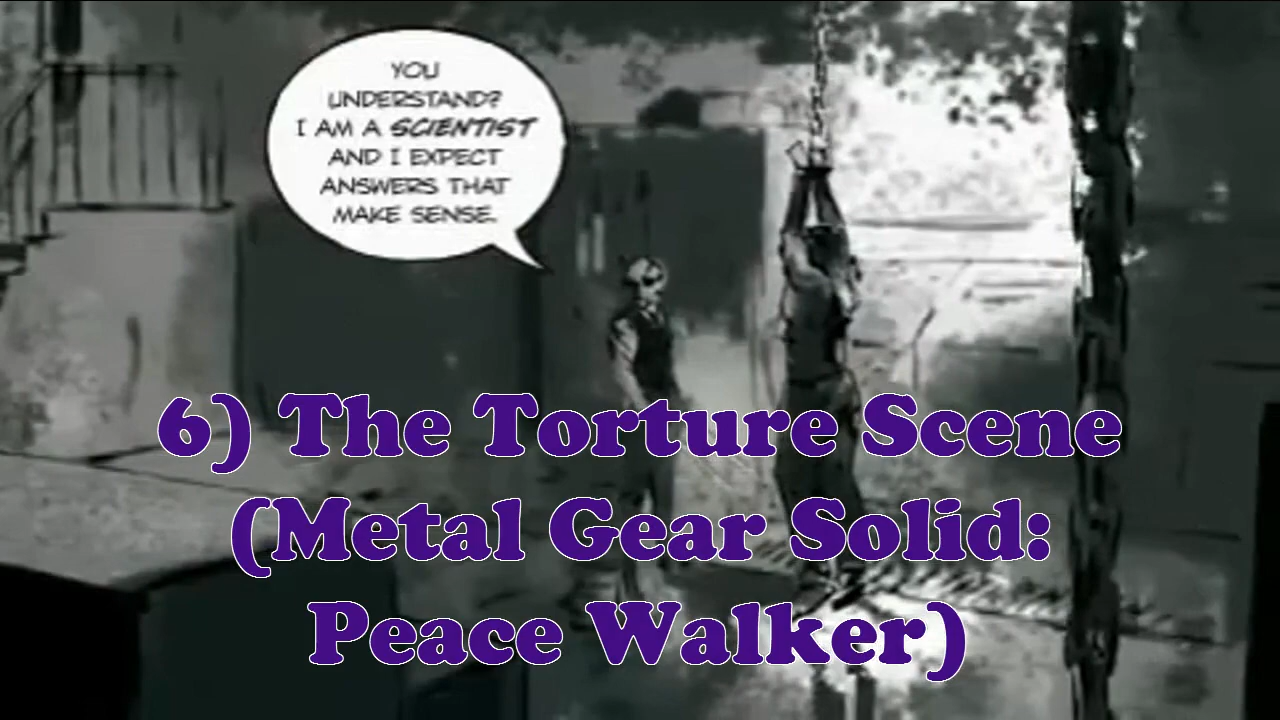 YOU
UNDERSTAND?
I AM A SCIENTIST
AND I EXPECT
ANSWERS THAT
MAKE SENSE.
6) The Torture Scene
(Metal Gear Solid:
Peace Walker)